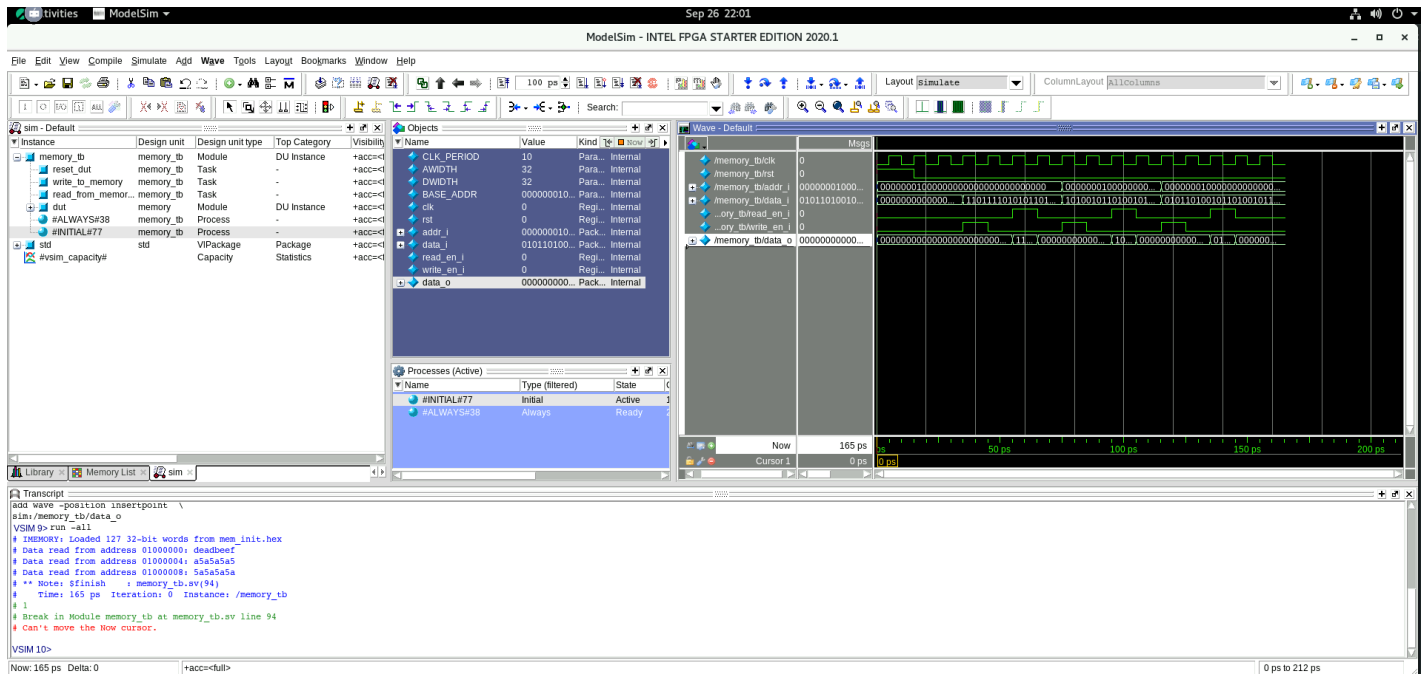 tivities ModelSim Sep 26 22:01
ModelSim - INTEL FPGA STARTER EDITION 2020.1
File Edit View Compile Simulate Add Wave Tools Layout Bookmarks Window Help
100 ps Layout Simulate ColumnLayout AllColumns
Search:
sim - Default
Instance Design unit Design unit type Top Category Visibility
memory_tb memory_tb Module DU Instance +acc=<f
reset_dut memory_tb Task - +acc=<f
write_to_memory memory_tb Task - +acc=<f
read_from_memor... memory_tb Task - +acc=<f
dut memory Module DU Instance +acc=<f
#ALWAYS#38 memory_tb Process - +acc=<f
#INITIAL#77 memory_tb Process - +acc=<f
std std VIPackage Package +acc=<f
#vsim_capacity# Capacity Statistics +acc=<f
Library Memory List sim
Objects
Name Value Kind Now
CLK_PERIOD 10 Para... Internal
AWIDTH 32 Para... Internal
DWIDTH 32 Para... Internal
BASE_ADDR 000000010... Para... Internal
clk 0 Regi... Internal
rst 0 Regi... Internal
addr_i 000000010... Pack... Internal
data_i 010110100... Pack... Internal
read_en_i 0 Regi... Internal
write_en_i 0 Regi... Internal
data_o 000000000... Pack... Internal
Processes (Active)
Name Type (filtered) State
#INITIAL#77 Initial Active
#ALWAYS#38 Always Ready
Wave - Default
Msgs
/memory_tb/clk 0
/memory_tb/rst 0
/memory_tb/addr_i 00000001000...
/memory_tb/data_i 01011010010...
...ory_tb/read_en_i 0
...ory_tb/write_en_i 0
/memory_tb/data_o 00000000000...
Now 165 ps
Cursor 1 0 ps
50 ps 100 ps 150 ps 200 ps
0 ps
Transcript
add wave -position insertpoint \
sim:/memory_tb/data_o
VSIM 9> run -all
# IMEMORY: Loaded 127 32-bit words from mem_init.hex
# Data read from address 01000000: deadbeef
# Data read from address 01000004: a5a5a5a5
# Data read from address 01000008: 5a5a5a5a
# ** Note: $finish : memory_tb.sv(94)
# Time: 165 ps Iteration: 0 Instance: /memory_tb
# 1
# Break in Module memory_tb at memory_tb.sv line 94
# Can't move the Now cursor.
VSIM 10>
Now: 165 ps Delta: 0 +acc=<full> 0 ps to 212 ps